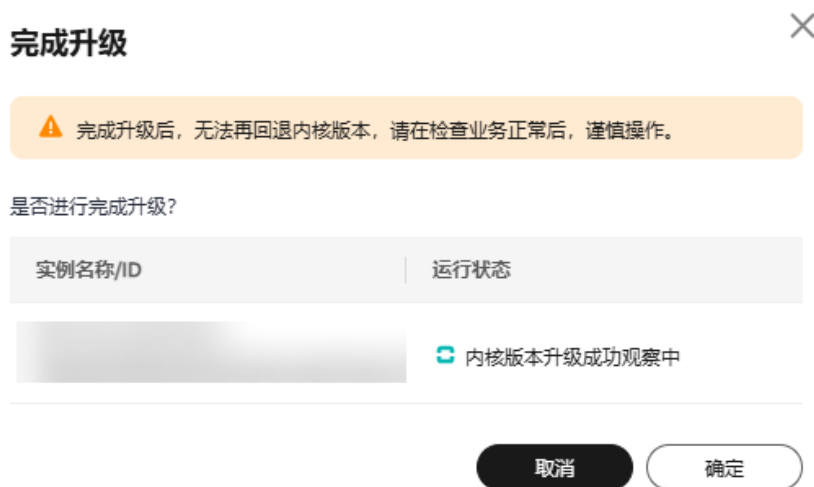 完成升级
完成升级后，无法再回退内核版本，请在检查业务正常后，谨慎操作。
是否进行完成升级？
实例名称/ID
运行状态
内核版本升级成功观察中
取消
确定